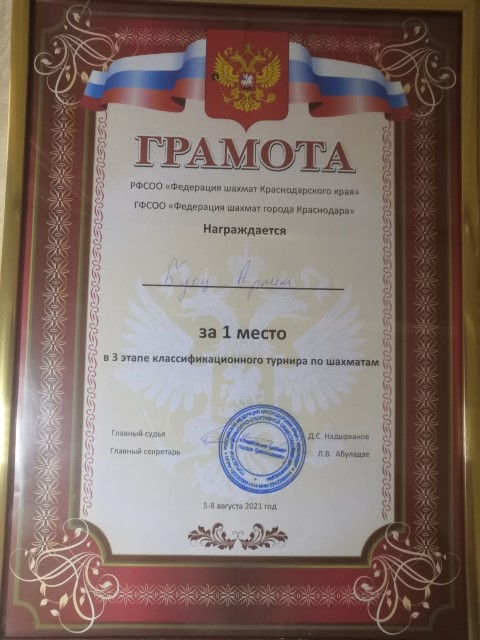 ГРАМОТА
РФСОО «Федерация шахмат Краснодарского края»
ГФСОО «Федерация шахмат города Краснодара»
Награждается
за 1 место
в 3 этапе классификационного турнира по шахматам
Главный судья
Д.С. Надырханов
Главный секретарь
Л.В. Абуладзе
5-8 августа 2021 год